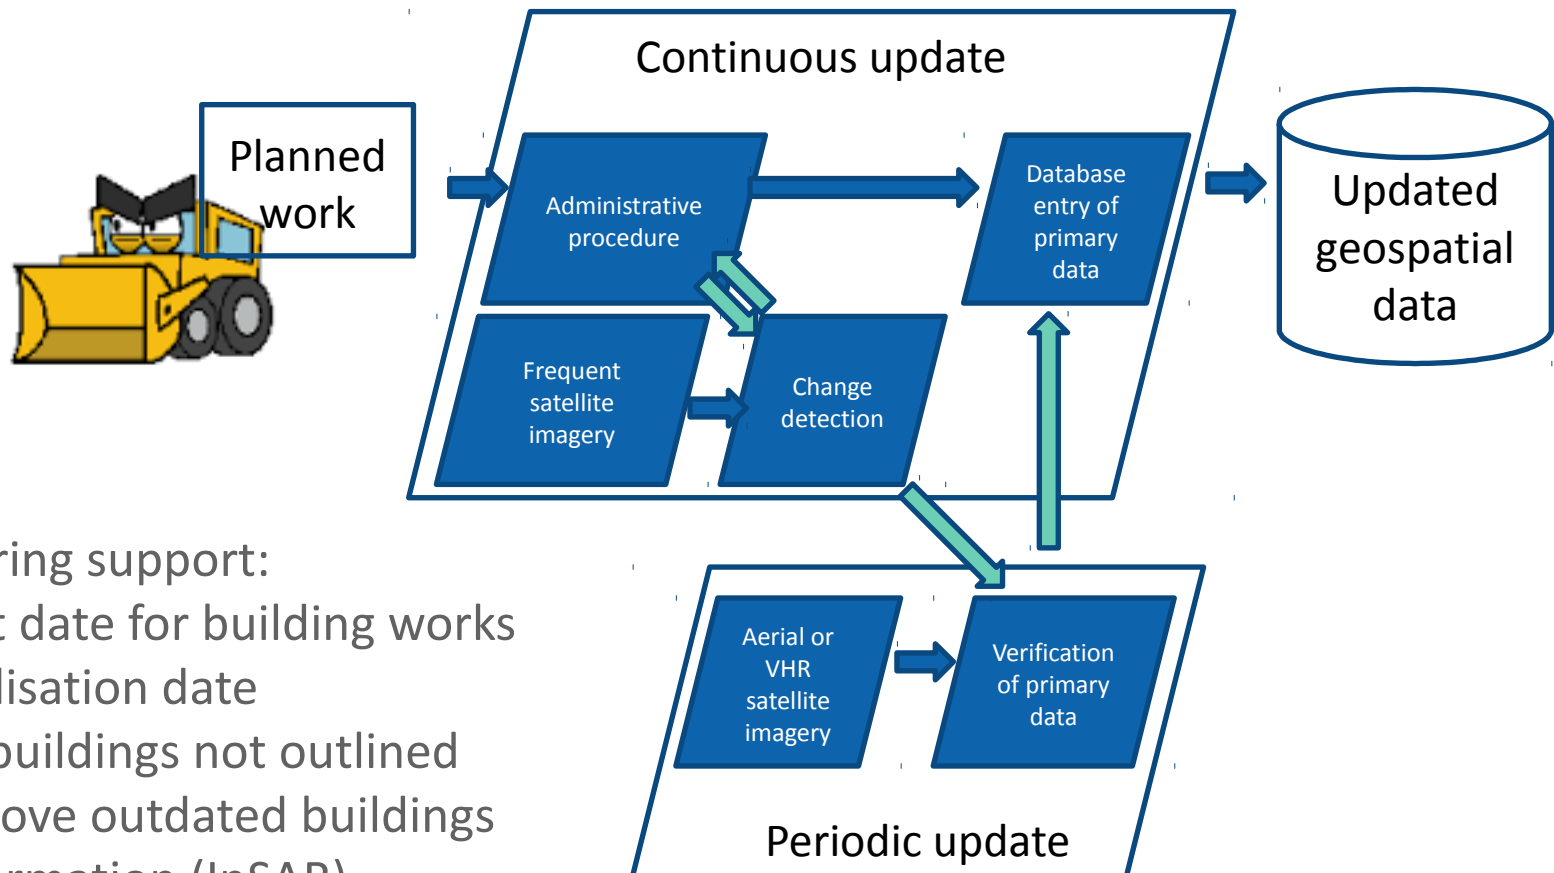 Continuous update
Planned
work
Administrative
procedure
Database
entry of
primary
data
Updated
geospatial
data
Frequent
satellite
imagery
Change
detection
ring support:
date for building works
date
buildings not outlined
outdated buildings
(InSAR)
Aerial or
VHR
satellite
imagery
Verification
of primary
data
Periodic update